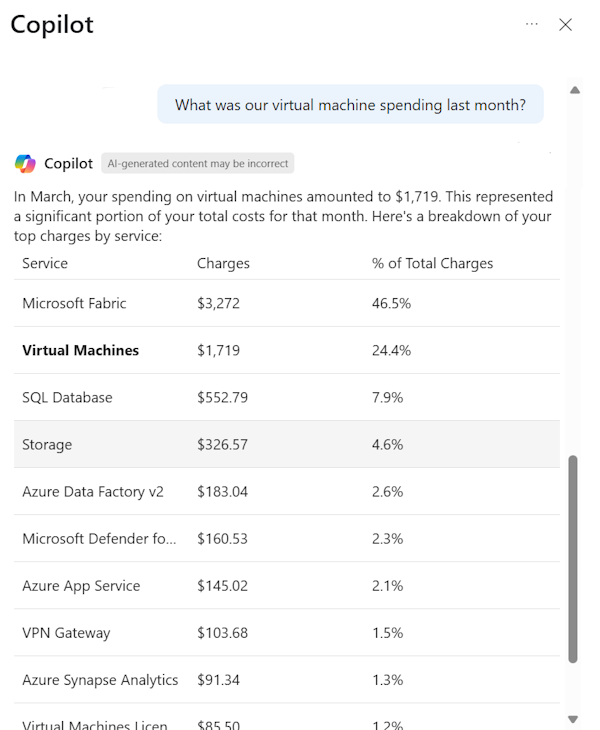 Copilot
What was our virtual machine spending last month?
Copilot AI-generated content may be incorrect
In March, your spending on virtual machines amounted to $1,719. This represented
a significant portion of your total costs for that month. Here's a breakdown of your
top charges by service:
Service Charges % of Total Charges
Microsoft Fabric $3,272 46.5%
Virtual Machines $1,719 24.4%
SQL Database $552.79 7.9%
Storage $326.57 4.6%
Azure Data Factory v2 $183.04 2.6%
Microsoft Defender fo... $160.53 2.3%
Azure App Service $145.02 2.1%
VPN Gateway $103.68 1.5%
Azure Synapse Analytics $91.34 1.3%
Virtual Machines Licen $85.50 1.2%